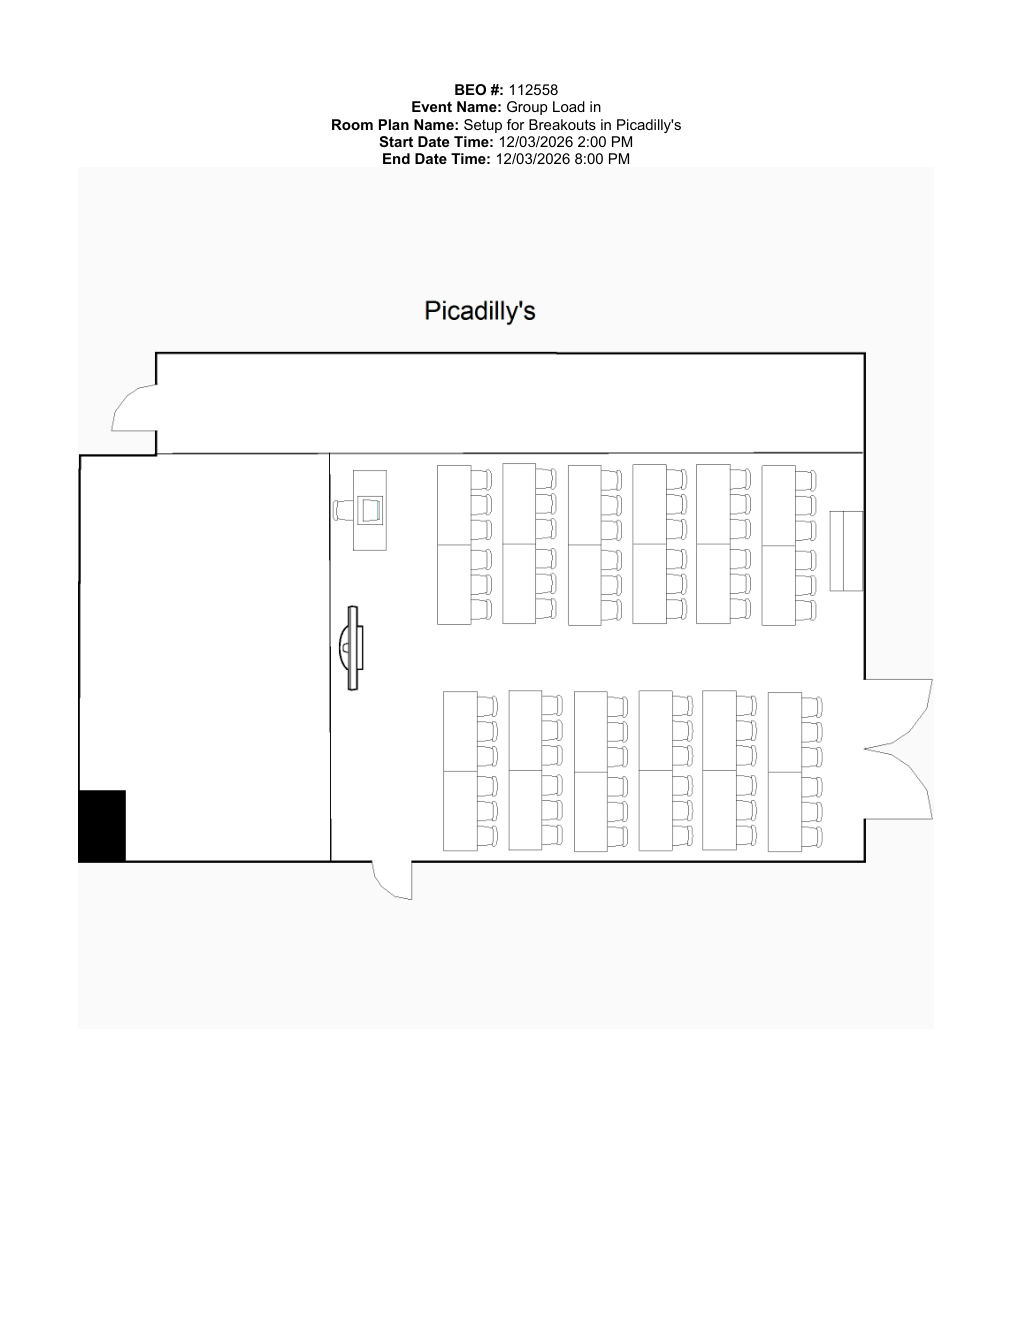 BEO #: 112558
Event Name: Group Load in
Room Plan Name: Setup for Breakouts in Picadilly's
Start Date Time: 12/03/2026 2:00 PM
End Date Time: 12/03/2026 8:00 PM
Picadilly's